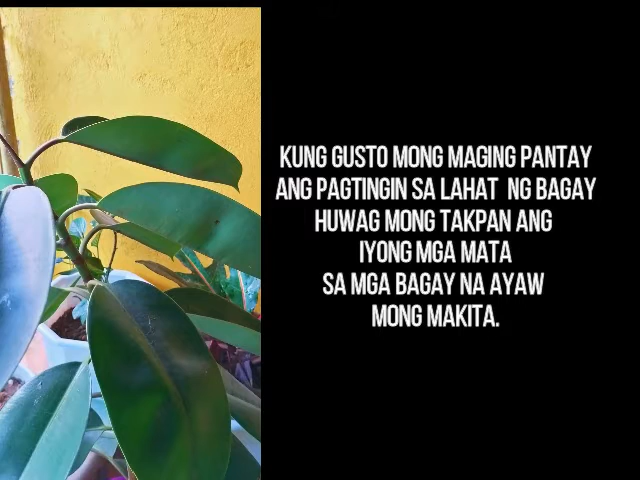 KUNG GUSTO MONG MAGING PANTAY
ANG PAGTINGIN SA LAHAT NG BAGAY
HUWAG MONG TAKPAN ANG
IYONG MGA MATA
SA MGA BAGAY NA AYAW
MONG MAKITA.